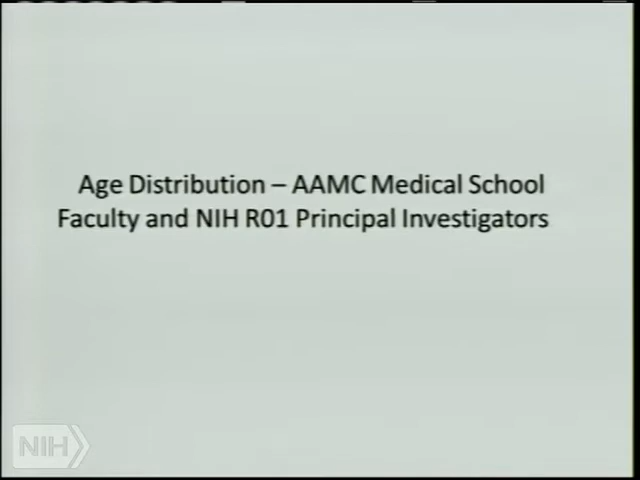 Age Distribution – AAMC Medical School
Faculty and NIH R01 Principal Investigators
NIH